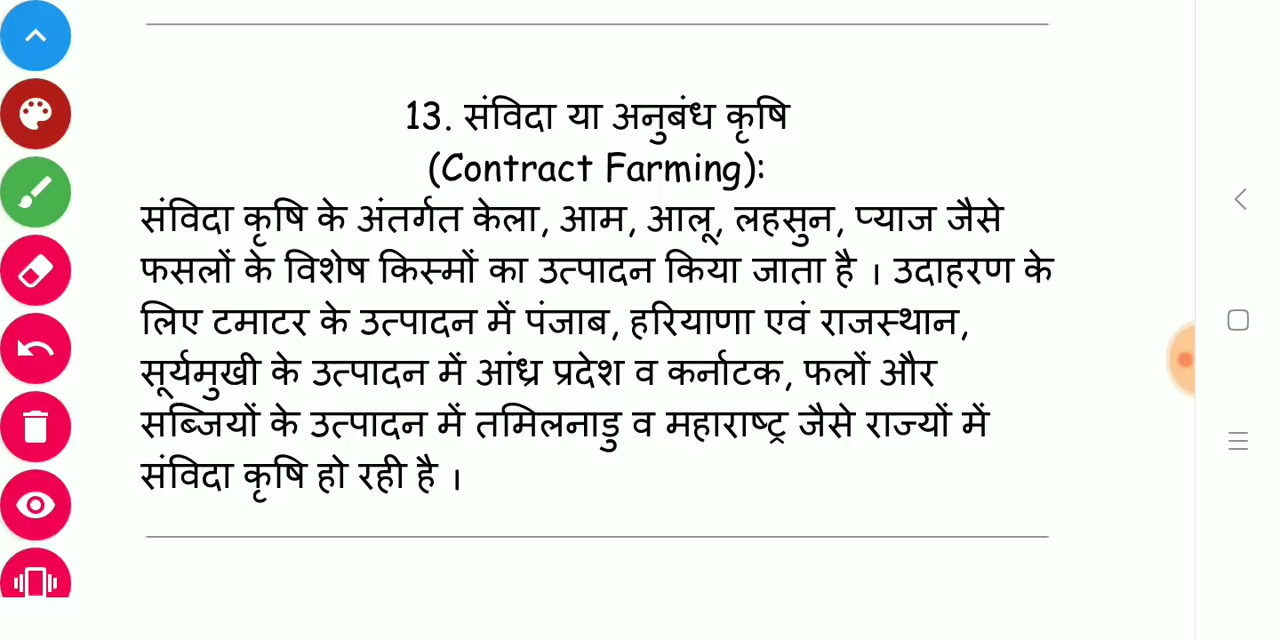 13. संविदा या अनुबंध कृषि
(Contract Farming):
संविदा कृषि के अंतर्गत केला, आम, आलू, लहसुन, प्याज जैसे
फसलों के विशेष किस्मों का उत्पादन किया जाता है । उदाहरण के
लिए टमाटर के उत्पादन में पंजाब, हरियाणा एवं राजस्थान,
सूर्यमुखी के उत्पादन में आंध्र प्रदेश व कर्नाटक, फलों और
सब्जियों के उत्पादन में तमिलनाडु व महाराष्ट्र जैसे राज्यों में
संविदा कृषि हो रही है ।